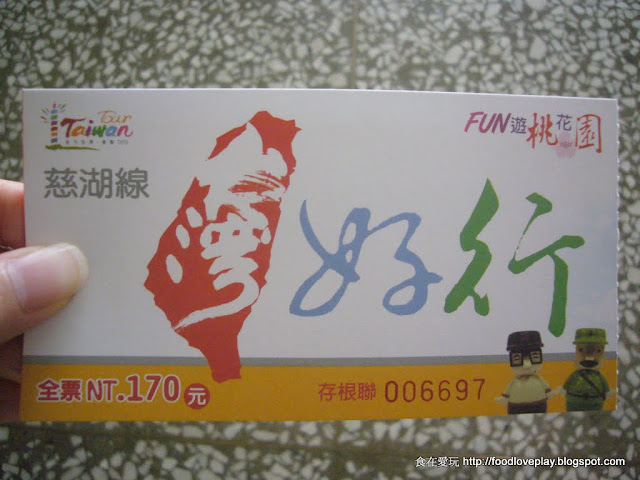 Tour
Taiwan
FUN遊桃花園
慈湖線
台灣好行
全票NT.170元
存根聯 006697
食在愛玩 http://foodloveplay.blogspot.com